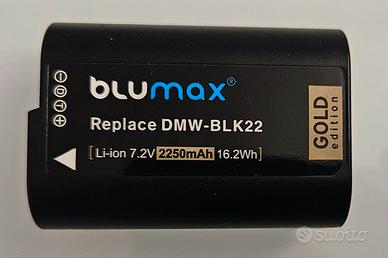 blumax®
Replace DMW-BLK22
[Li-ion 7.2V 2250mAh 16.2Wh]
GOLD
edition
subito